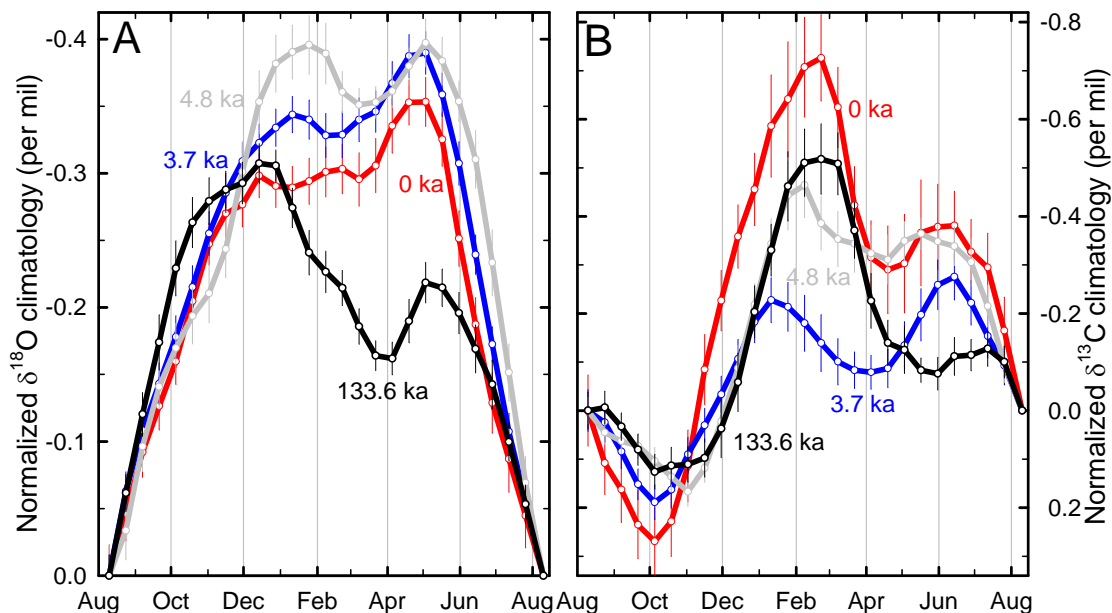 A
B
Normalized δ¹⁸O climatology (per mil)
-0.4
-0.3
-0.2
-0.1
0.0
4.8 ka
3.7 ka
0 ka
133.6 ka
Aug Oct Dec Feb Apr Jun Aug
0 ka
4.8 ka
3.7 ka
133.6 ka
Aug Oct Dec Feb Apr Jun Aug
-0.8
-0.6
-0.4
-0.2
0.0
0.2
Normalized δ ¹³C climatology (per mil)